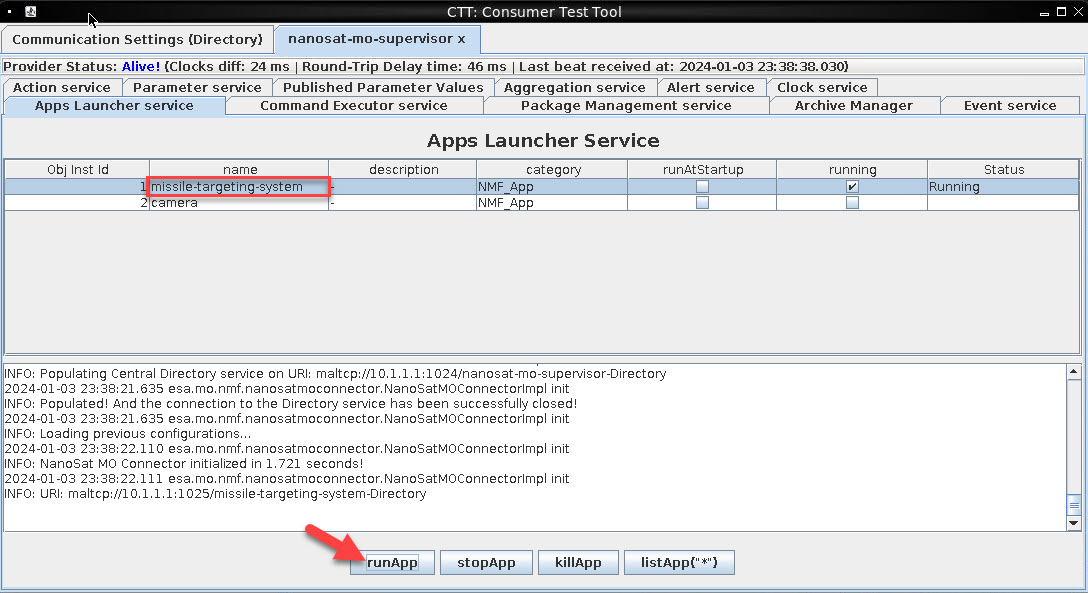 CTT: Consumer Test Tool
Communication Settings (Directory) nanosat-mo-supervisor x
Provider Status: Alive! (Clocks diff: 24 ms | Round-Trip Delay time: 46 ms | Last beat received at: 2024-01-03 23:38:38.030)
Action service Parameter service Published Parameter Values Aggregation service Alert service Clock service
Apps Launcher service Command Executor service Package Management service Archive Manager Event service
Apps Launcher Service
Obj Inst Id name description category runAtStartup running Status
1 missile-targeting-system - NMF_App Running
2 camera - NMF_App
INFO: Populating Central Directory service on URI: maltcp://10.1.1.1:1024/nanosat-mo-supervisor-Directory
2024-01-03 23:38:21.635 esa.mo.nmf.nanosatmoconnector.NanoSatMOConnectorImpl init
INFO: Populated! And the connection to the Directory service has been successfully closed!
2024-01-03 23:38:21.635 esa.mo.nmf.nanosatmoconnector.NanoSatMOConnectorImpl init
INFO: Loading previous configurations...
2024-01-03 23:38:22.110 esa.mo.nmf.nanosatmoconnector.NanoSatMOConnectorImpl init
INFO: NanoSat MO Connector initialized in 1.721 seconds!
2024-01-03 23:38:22.111 esa.mo.nmf.nanosatmoconnector.NanoSatMOConnectorImpl init
INFO: URI: maltcp://10.1.1.1:1025/missile-targeting-system-Directory
runApp stopApp killApp listApp("*")